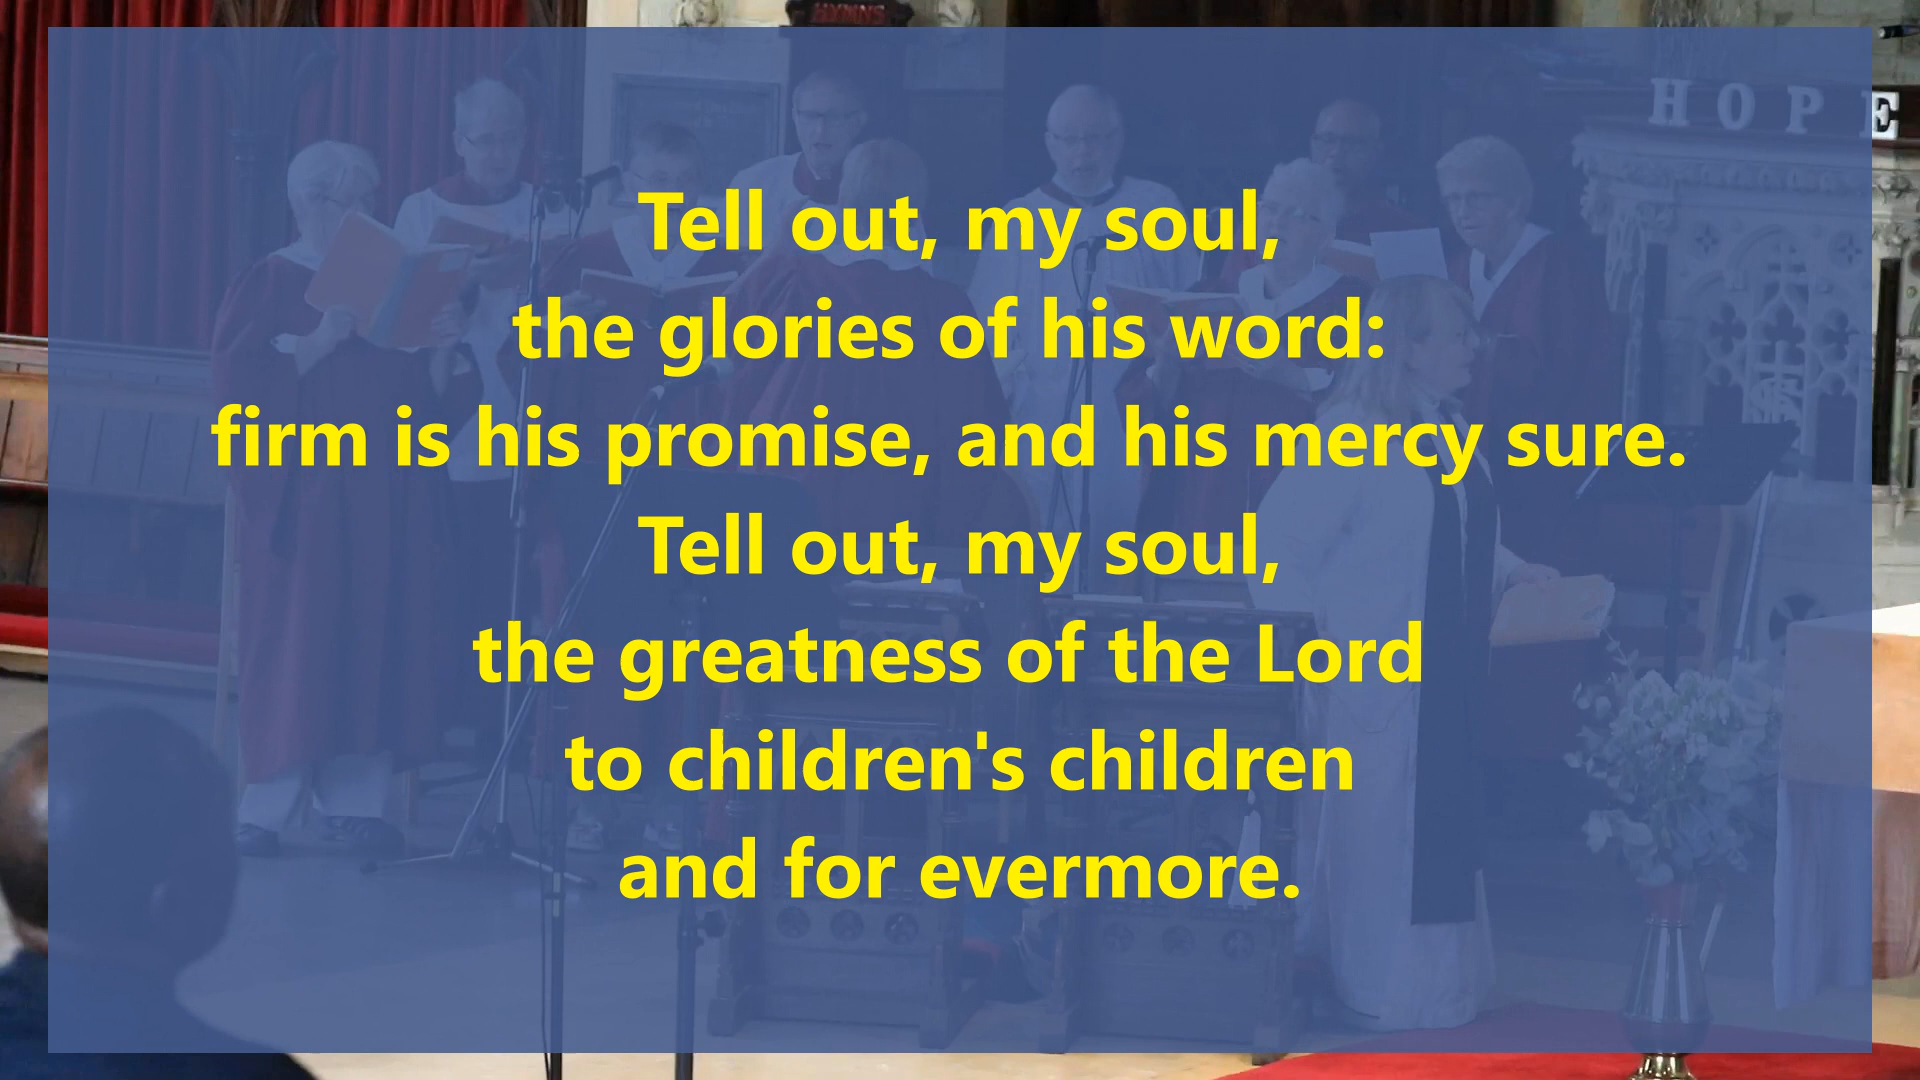 HOPE
Tell out, my soul,
the glories of his word:
firm is his promise, and his mercy sure.
Tell out, my soul,
the greatness of the Lord
to children's children
and for evermore.